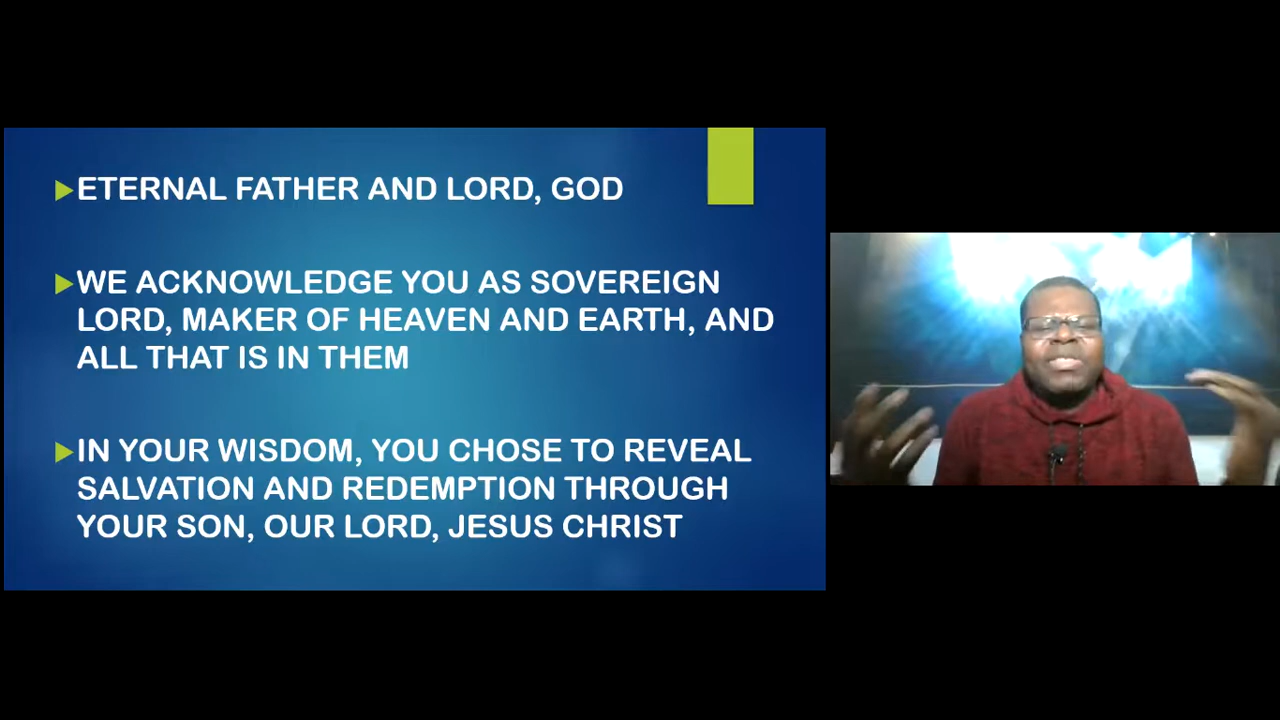 ETERNAL FATHER AND LORD, GOD
WE ACKNOWLEDGE YOU AS SOVEREIGN
LORD, MAKER OF HEAVEN AND EARTH, AND
ALL THAT IS IN THEM
IN YOUR WISDOM, YOU CHOSE TO REVEAL
SALVATION AND REDEMPTION THROUGH
YOUR SON, OUR LORD, JESUS CHRIST